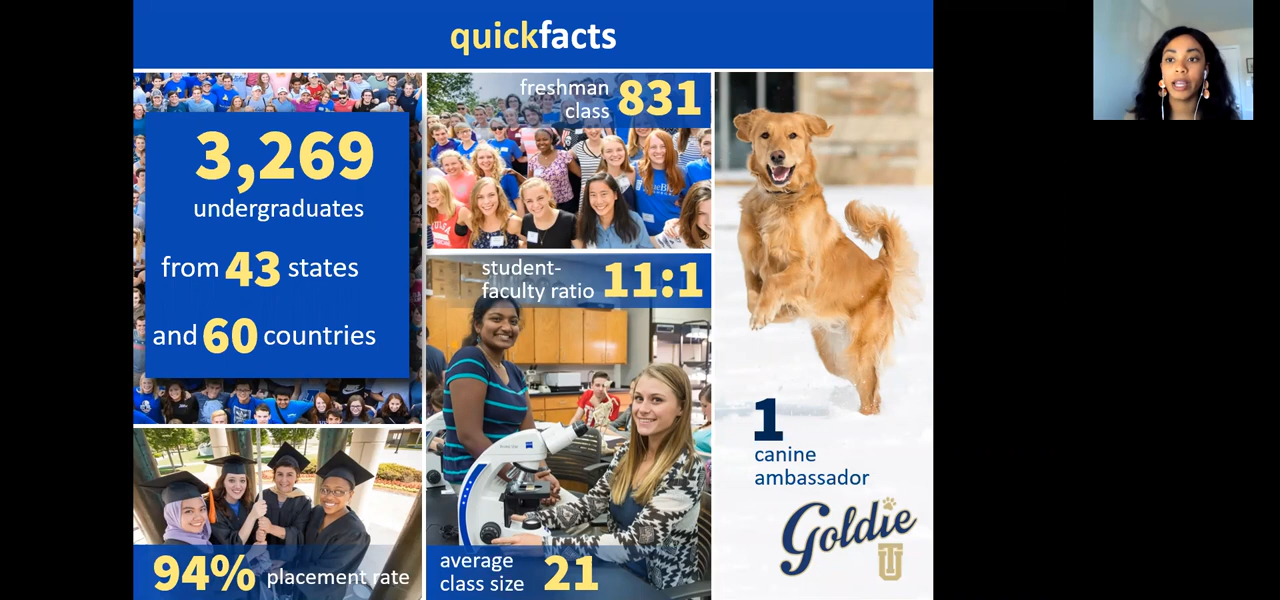 quickfacts
3,269
undergraduates
from 43 states
and 60 countries
94% placement rate
freshman
class 831
student-
faculty ratio 11:1
average
class size 21
1
canine
ambassador
Goldie
TU